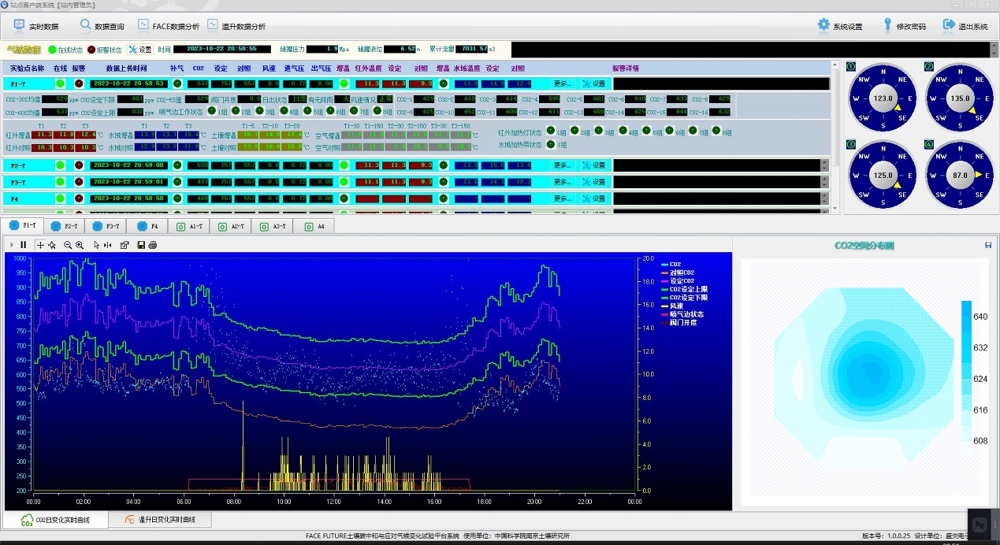 站点客户端系统【站内管理员】
实时数据 数据查询 FACE数据分析 温升数据分析 系统设置 修改密码 退出系统
气象数据 在线状态 报警状态 设置 时间 2023-10-22 20:58:55 储罐压力 1.9 Mpa 储罐液位 6.52 m 累计流量 7031.57 m3
实验点名称 在线 报警 数据上传时间 补气 CO2 设定 对照 风速 进气压 出气压 增温 红外温度 设定 对照 增温 水域温度 设定 对照 报警详情
F1-T 2023-10-22 20:58:53 537 757 557 0.0 0.72 0.00 11.3 11.3 9.3 13.9 14.9 12.9 更多... 设置
CO2-30S均值 529 ppm CO2设定下限 681 ppm CO2-5S值 529 阀门开度 0.0 日出状态 日落 有无降雨 无 风速情况 正常 CO2-1 629 CO2-2 618 CO2-3 614 CO2-4 595 CO2-5 601 CO2-6 610 CO2-7 633 CO2-8 629
CO2-60S均值 531 ppm CO2设定上限 832 ppm 喷气边工作状态 1组 2组 3组 4组 5组 6组 7组 8组 CO2-9 625 CO2-10 652 CO2-11 600 CO2-12 611 CO2-13 608 CO2-14 625 CO2-15 644 CO2-16 632
T1 T2 T3 T1 T2 T3 T1-5 T2-10 T3-20 T1-30 T1-150 T2-30 T2-150 T3-30 T3-150
红外增温 11.3 11.8 12.4 ℃ 水域增温 13.9 13.1 15.4 ℃ 土壤增温 ℃ 空气增温 ℃ 红外加热灯状态 1组 2组 3组 4组 5组 6组 7组 8组
红外对照 10.3 10.3 10.3 ℃ 水域对照 12.9 13.2 11.8 ℃ 土壤对照 ℃ 空气对照 ℃ 水域加热带状态 1组
F2-T 2023-10-22 20:59:00 528 757 557 0.0 0.72 0.00 11.3 11.3 9.3 13.0 15.0 13.0 更多... 设置
F3-T 2023-10-22 20:59:01 497 757 557 0.0 0.72 0.00 11.1 11.3 9.3 13.6 14.3 12.3 更多... 设置
F4 2023-10-22 20:58:58 468 757 557 0.0 0.72 0.00 更多... 设置
① N NE E SE S SW W NW 123.0
② N NE E SE S SW W NW 135.0
③ N NE E SE S SW W NW 125.0
④ N NE E SE S SW W NW 87.0
F1-T F2-T F3-T F4 A1-T A2-T A3-T A4
1000
950
900
850
800
750
700
650
600
550
500
450
400
350
300
250
200
20.0
18.0
16.0
14.0
12.0
10.0
8.0
6.0
4.0
2.0
0.0
00:00 02:00 04:00 06:00 08:00 10:00 12:00 14:00 16:00 18:00 20:00 22:00 00:00
CO2
对照CO2
设定CO2
CO2设定上限
CO2设定下限
风速
喷气边状态
阀门开度
CO2空间分布图
640
632
624
616
608
CO2 CO2日变化实时曲线 ℃ 温升日变化实时曲线
FACE FUTURE土壤碳中和与应对气候变化试验平台系统 使用单位：中国科学院南京土壤研究所 版本号：1.0.0.25 设计单位：盛炎电子